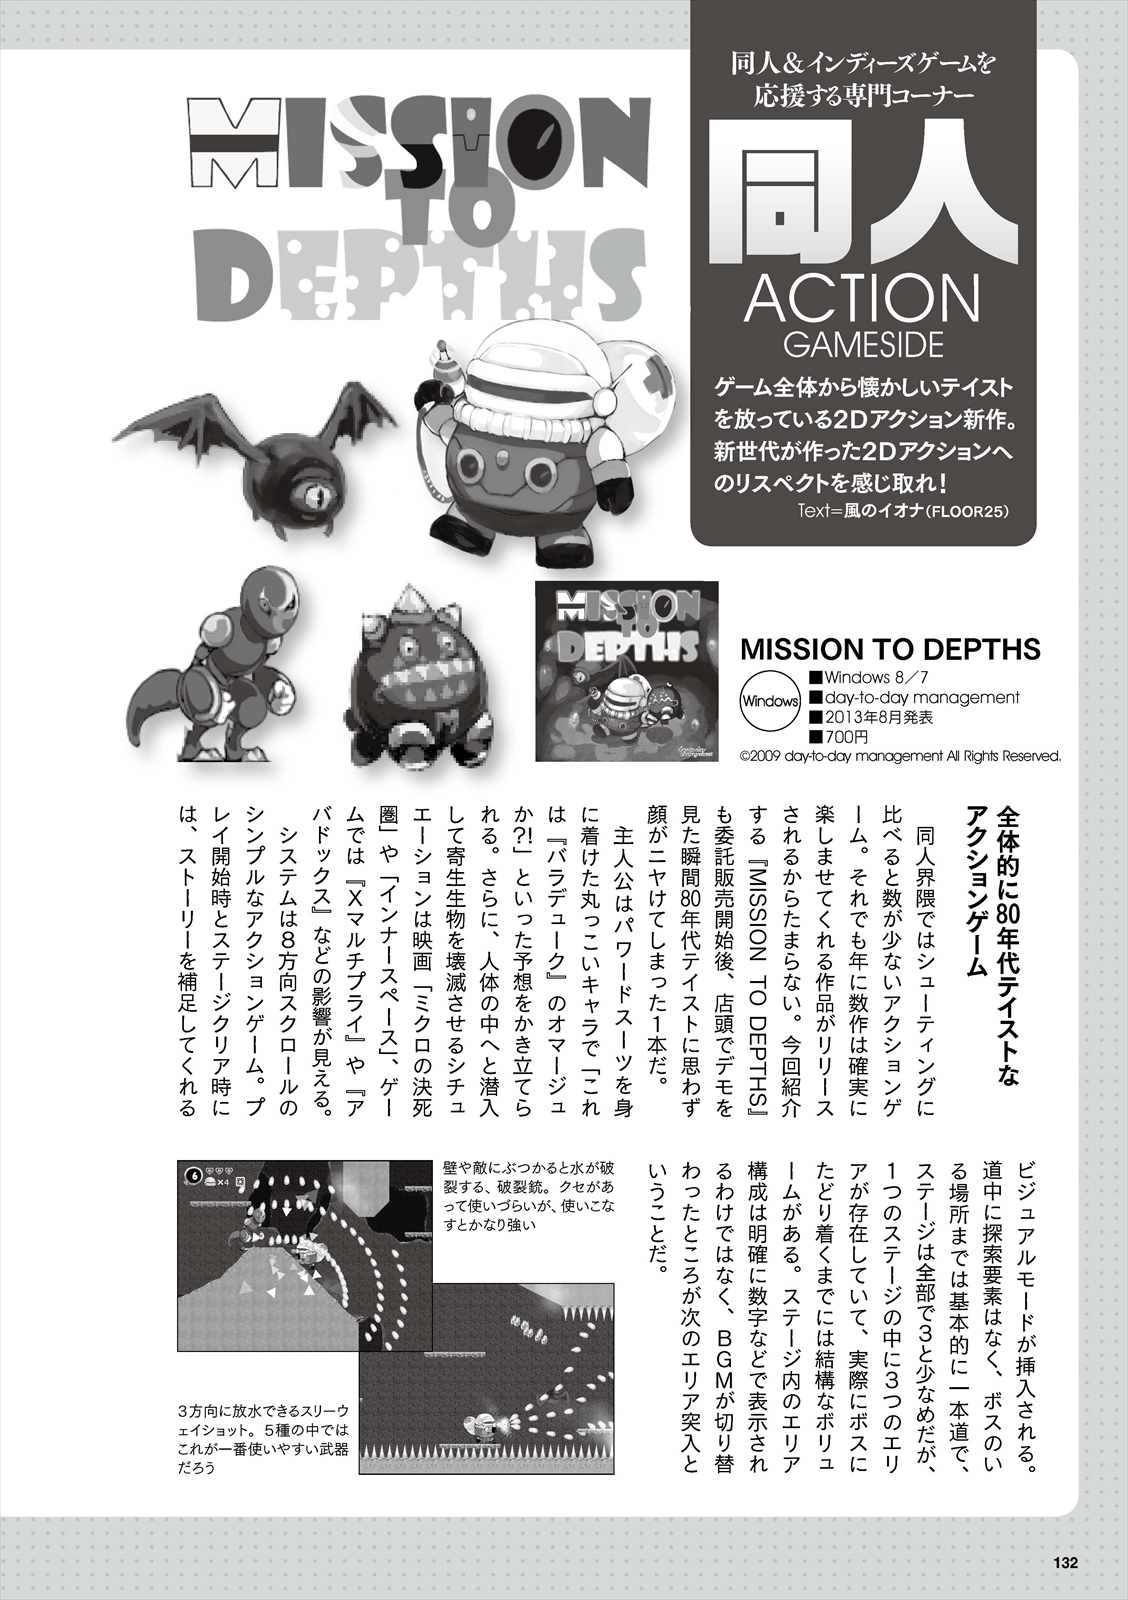 MISSION
TO
DEPTHS
同人＆インディーズゲームを
応援する専門コーナー
同人
ACTION
GAMESIDE
ゲーム全体から懐かしいテイスト
を放っている2Dアクション新作。
新世代が作った2Dアクションへ
のリスペクトを感じ取れ！
Text=風のイオナ（FLOOR25）
MISSION
TO
DEPTHS
MISSION TO DEPTHS
Windows
■Windows 8／7
■day-to-day management
■2013年8月発表
■700円
©2009 day-to-day management All Rights Reserved.
全体的に80年代テイストな
アクションゲーム
同人界隈ではシューティングに
比べると数が少ないアクションゲ
ーム。それでも年に数作は確実に
楽しませてくれる作品がリリース
されるからたまらない。今回紹介
する『MISSION TO DEPTHS』
も委託販売開始後、店頭でデモを
見た瞬間80年代テイストに思わず
顔がニヤけてしまった1本だ。
主人公はパワードスーツを身
に着けた丸っこいキャラで「これ
は『バラデューク』のオマージュ
か?!」といった予想をかき立てら
れる。さらに、人体の中へと潜入
して寄生生物を壊滅させるシチュ
エーションは映画「ミクロの決死
圏」や「インナースペース」、ゲー
ムでは『Xマルチプライ』や『ア
バドックス』などの影響が見える。
システムは8方向スクロールの
シンプルなアクションゲーム。プ
レイ開始時とステージクリア時に
は、ストーリーを補足してくれる
ビジュアルモードが挿入される。
道中に探索要素はなく、ボスのい
る場所までは基本的に一本道で、
ステージは全部で3と少なめだが、
1つのステージの中に3つのエリ
アが存在していて、実際にボスに
たどり着くまでには結構なボリュ
ームがある。ステージ内のエリア
構成は明確に数字などで表示され
るわけではなく、BGMが切り替
わったところが次のエリア突入と
いうことだ。
6
×4
壁や敵にぶつかると水が破
裂する、破裂銃。クセがあ
って使いづらいが、使いこな
すとかなり強い
3方向に放水できるスリーウ
ェイショット。5種の中では
これが一番使いやすい武器
だろう
132